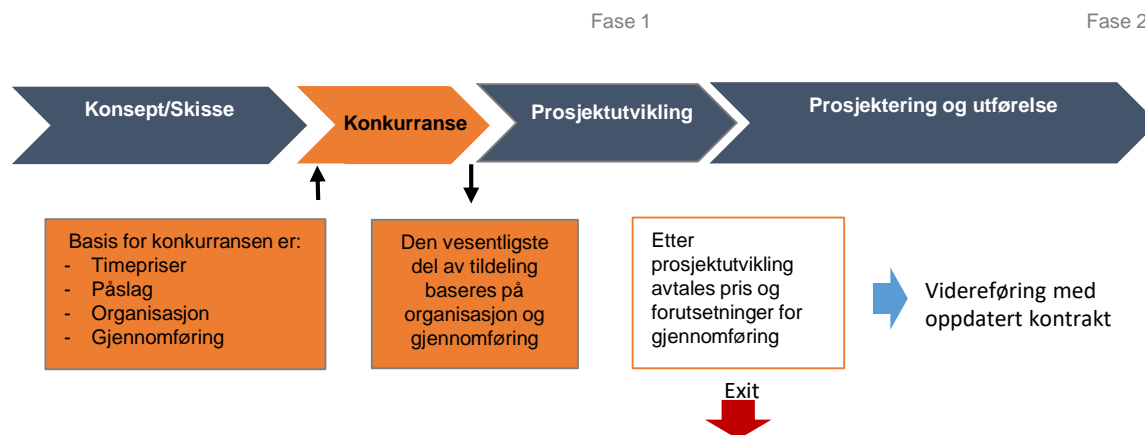 Fase 1
Fase 2
Konsept/Skisse
Konkurranse
Prosjektutvikling
Prosjektering og utførelse
Basis for konkurransen er:
- Timepriser
- Påslag
- Organisasjon
- Gjennomføring
Den vesentligste
del av tildeling
baseres på
organisasjon og
gjennomføring
Etter
prosjektutvikling
avtales pris og
forutsetninger for
gjennomføring
Videreføring med
oppdatert kontrakt
Exit